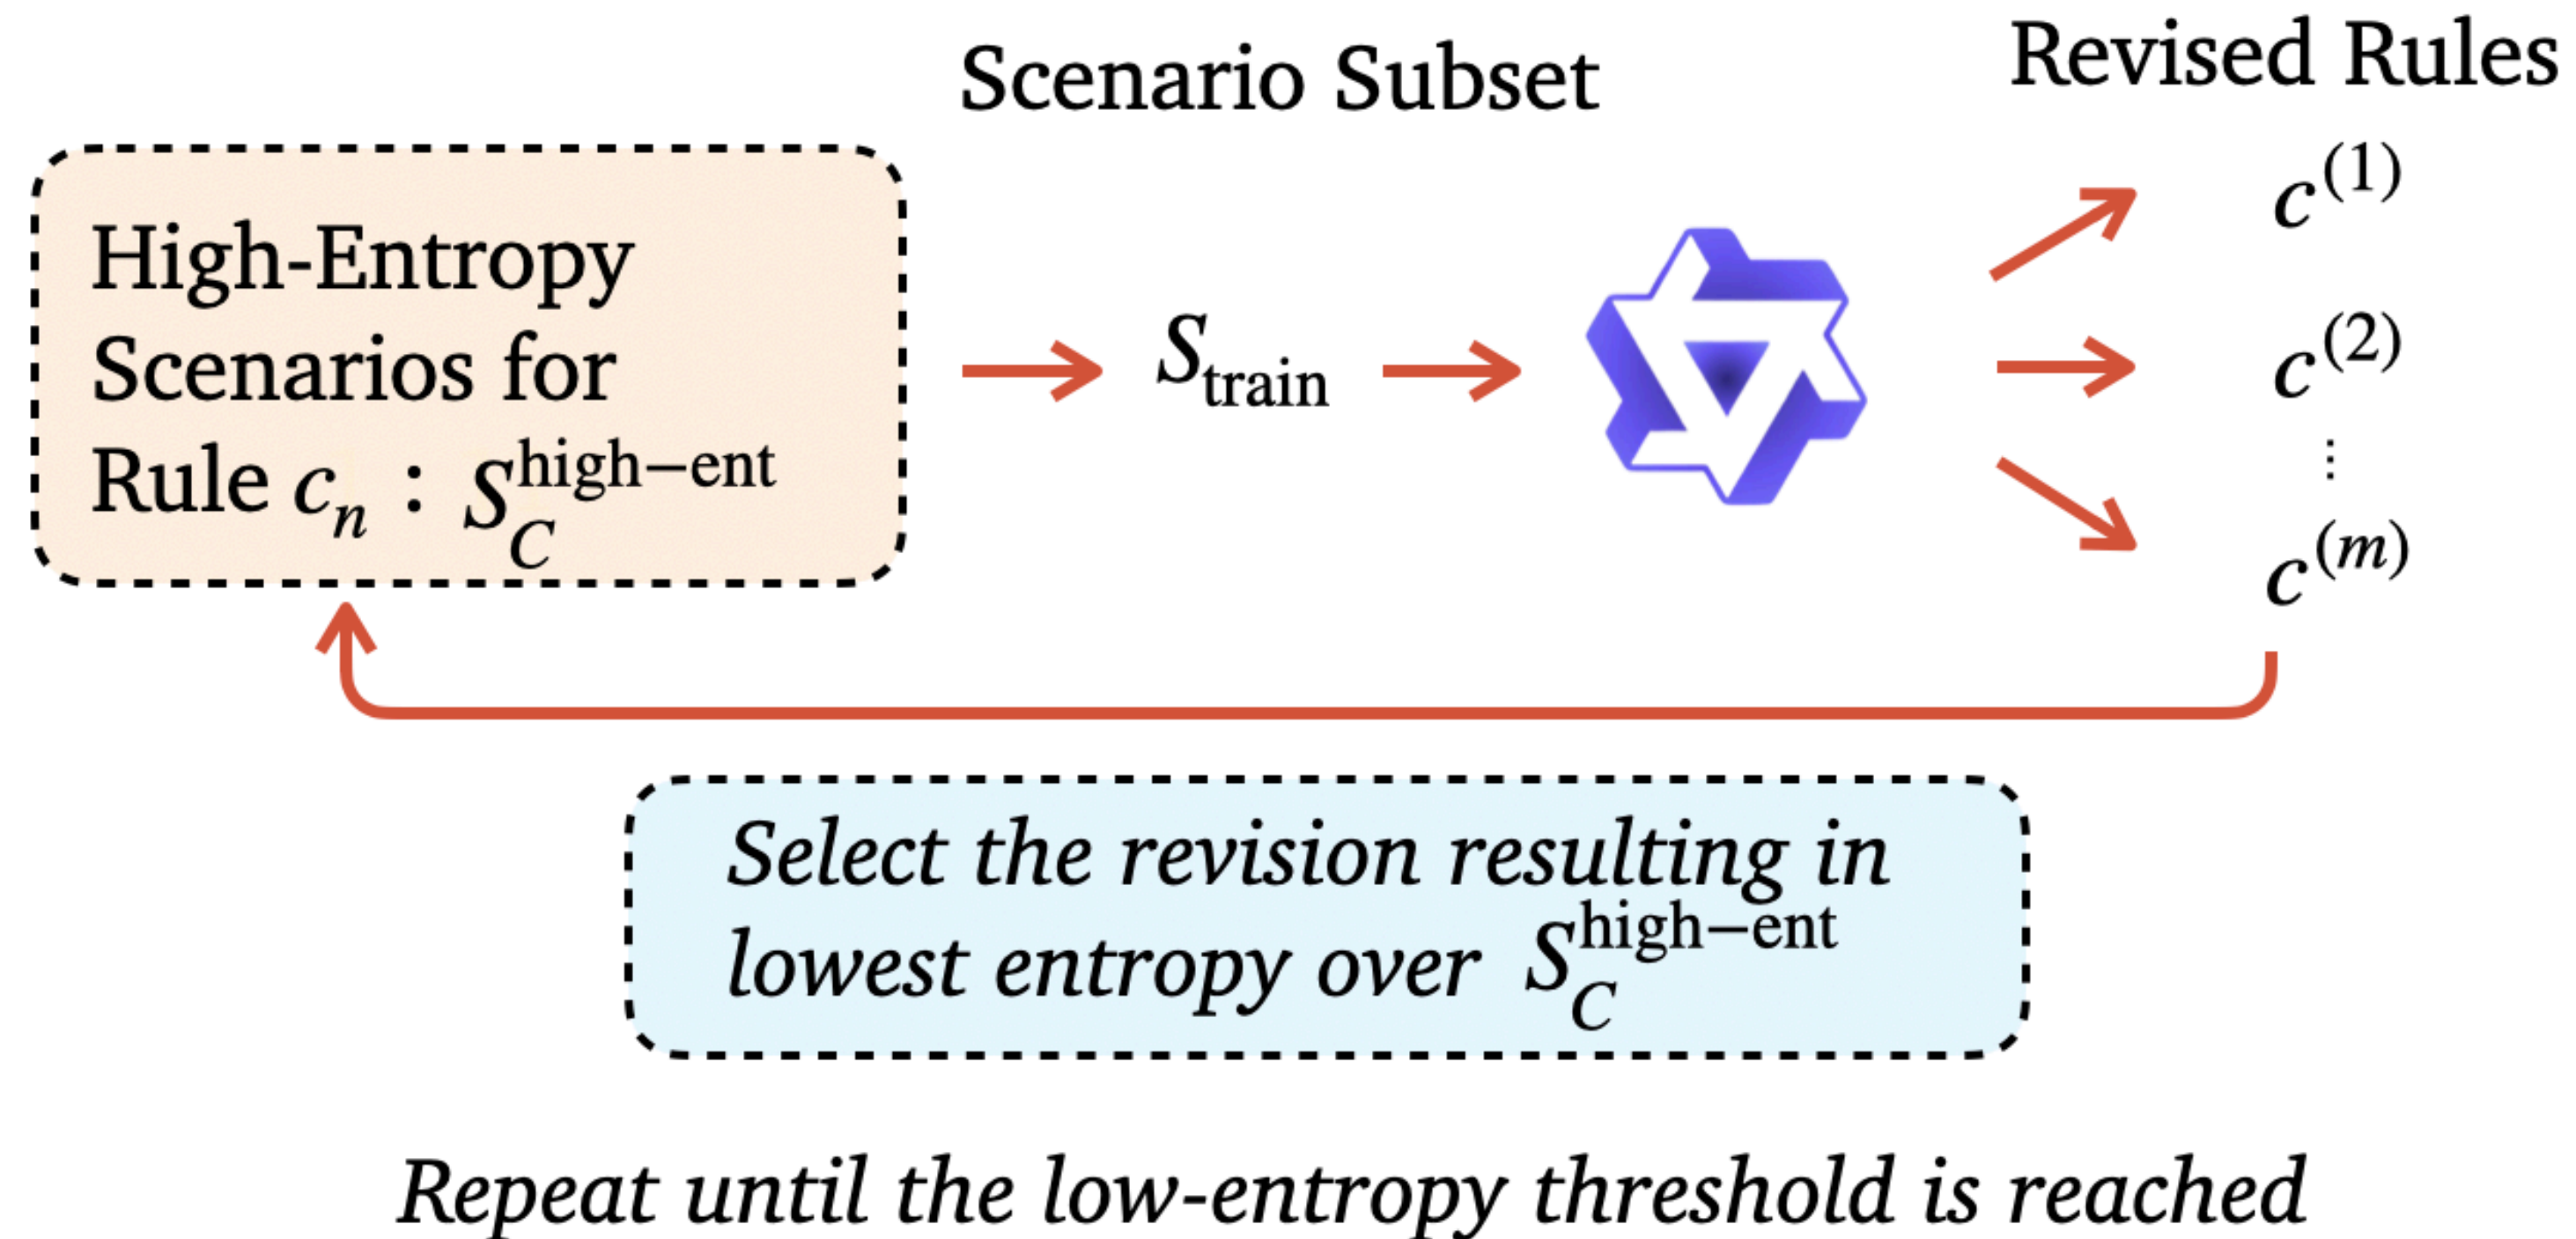 Scenario Subset
Revised Rules
High-Entropy
Scenarios for
Rule cₙ : S_C^high−ent
S_train
c^(1)
c^(2)
⋮
c^(m)
Select the revision resulting in
lowest entropy over S_C^high−ent
Repeat until the low-entropy threshold is reached